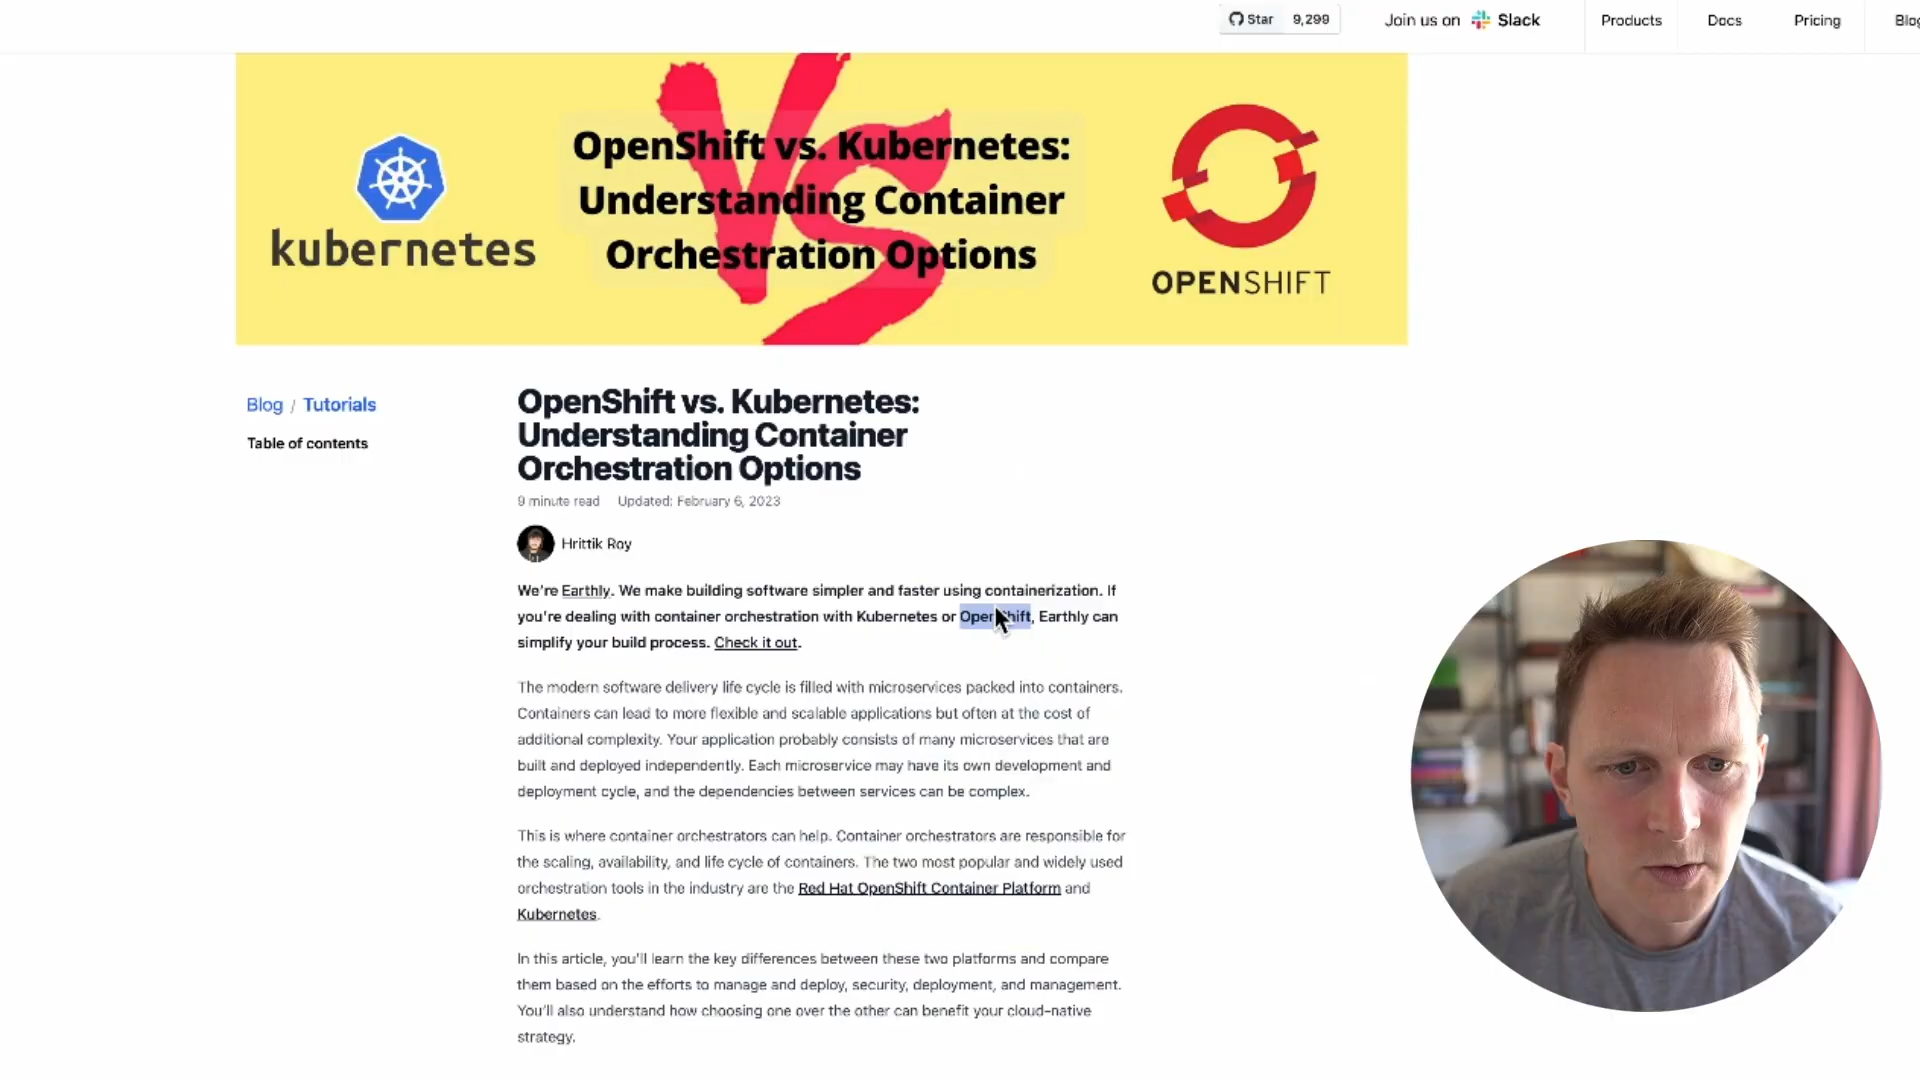 Star 9,299 Join us on Slack Products Docs Pricing Blog
VS
OpenShift vs. Kubernetes:
Understanding Container
Orchestration Options
kubernetes
OPENSHIFT
Blog / Tutorials
Table of contents
OpenShift vs. Kubernetes:
Understanding Container
Orchestration Options
9 minute read Updated: February 6, 2023
Hrittik Roy
We're Earthly. We make building software simpler and faster using containerization. If
you're dealing with container orchestration with Kubernetes or OpenShift, Earthly can
simplify your build process. Check it out.
The modern software delivery life cycle is filled with microservices packed into containers.
Containers can lead to more flexible and scalable applications but often at the cost of
additional complexity. Your application probably consists of many microservices that are
built and deployed independently. Each microservice may have its own development and
deployment cycle, and the dependencies between services can be complex.
This is where container orchestrators can help. Container orchestrators are responsible for
the scaling, availability, and life cycle of containers. The two most popular and widely used
orchestration tools in the industry are the Red Hat OpenShift Container Platform and
Kubernetes.
In this article, you'll learn the key differences between these two platforms and compare
them based on the efforts to manage and deploy, security, deployment, and management.
You'll also understand how choosing one over the other can benefit your cloud-native
strategy.